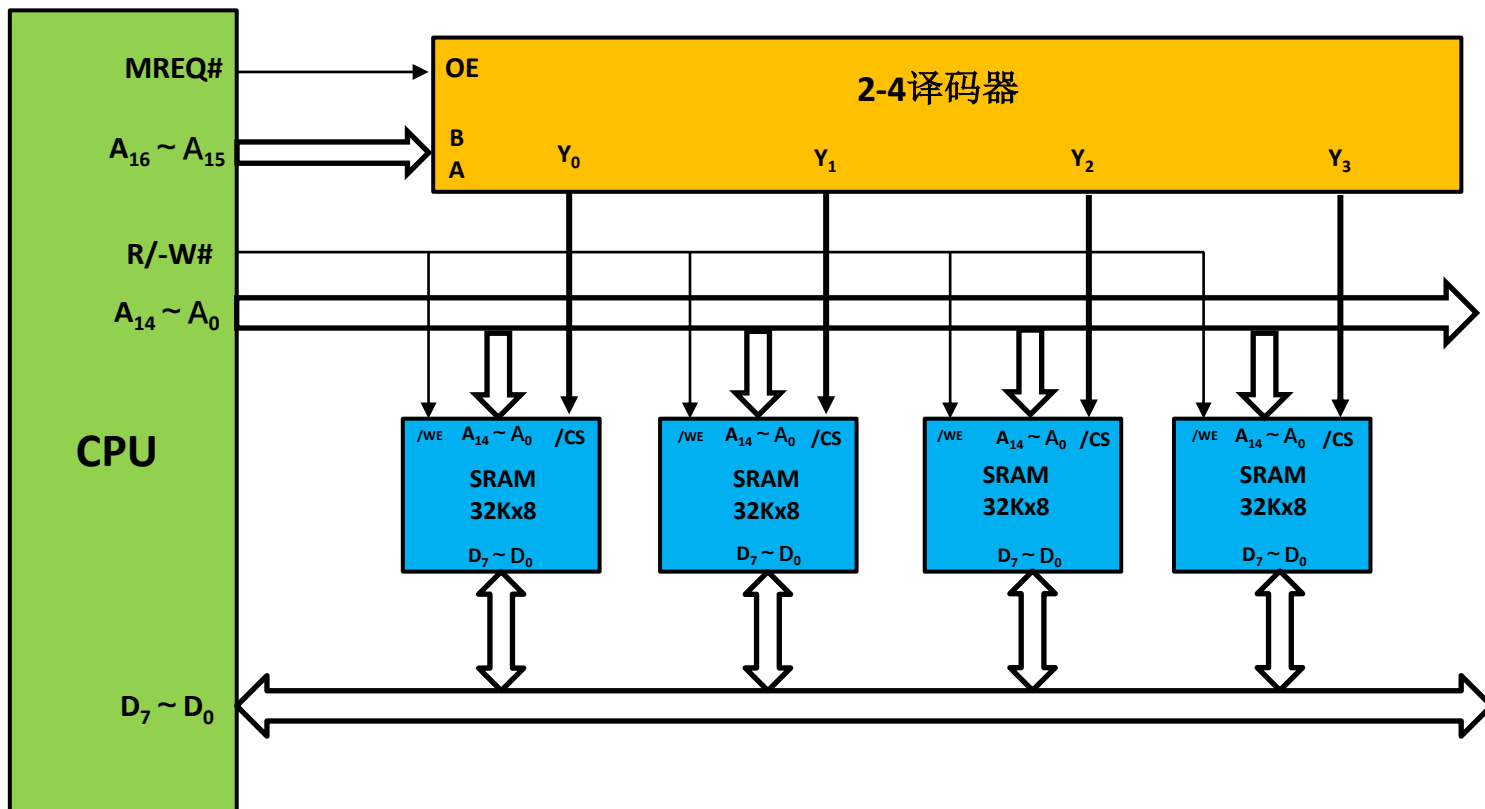 MREQ#
OE
2-4译码器
A16 ~ A15
B
A
Y0
Y1
Y2
Y3
R/-W#
A14 ~ A0
CPU
/WE A14 ~ A0 /CS
SRAM
32Kx8
D7 ~ D0
/WE A14 ~ A0 /CS
SRAM
32Kx8
D7 ~ D0
/WE A14 ~ A0 /CS
SRAM
32Kx8
D7 ~ D0
/WE A14 ~ A0 /CS
SRAM
32Kx8
D7 ~ D0
D7 ~ D0